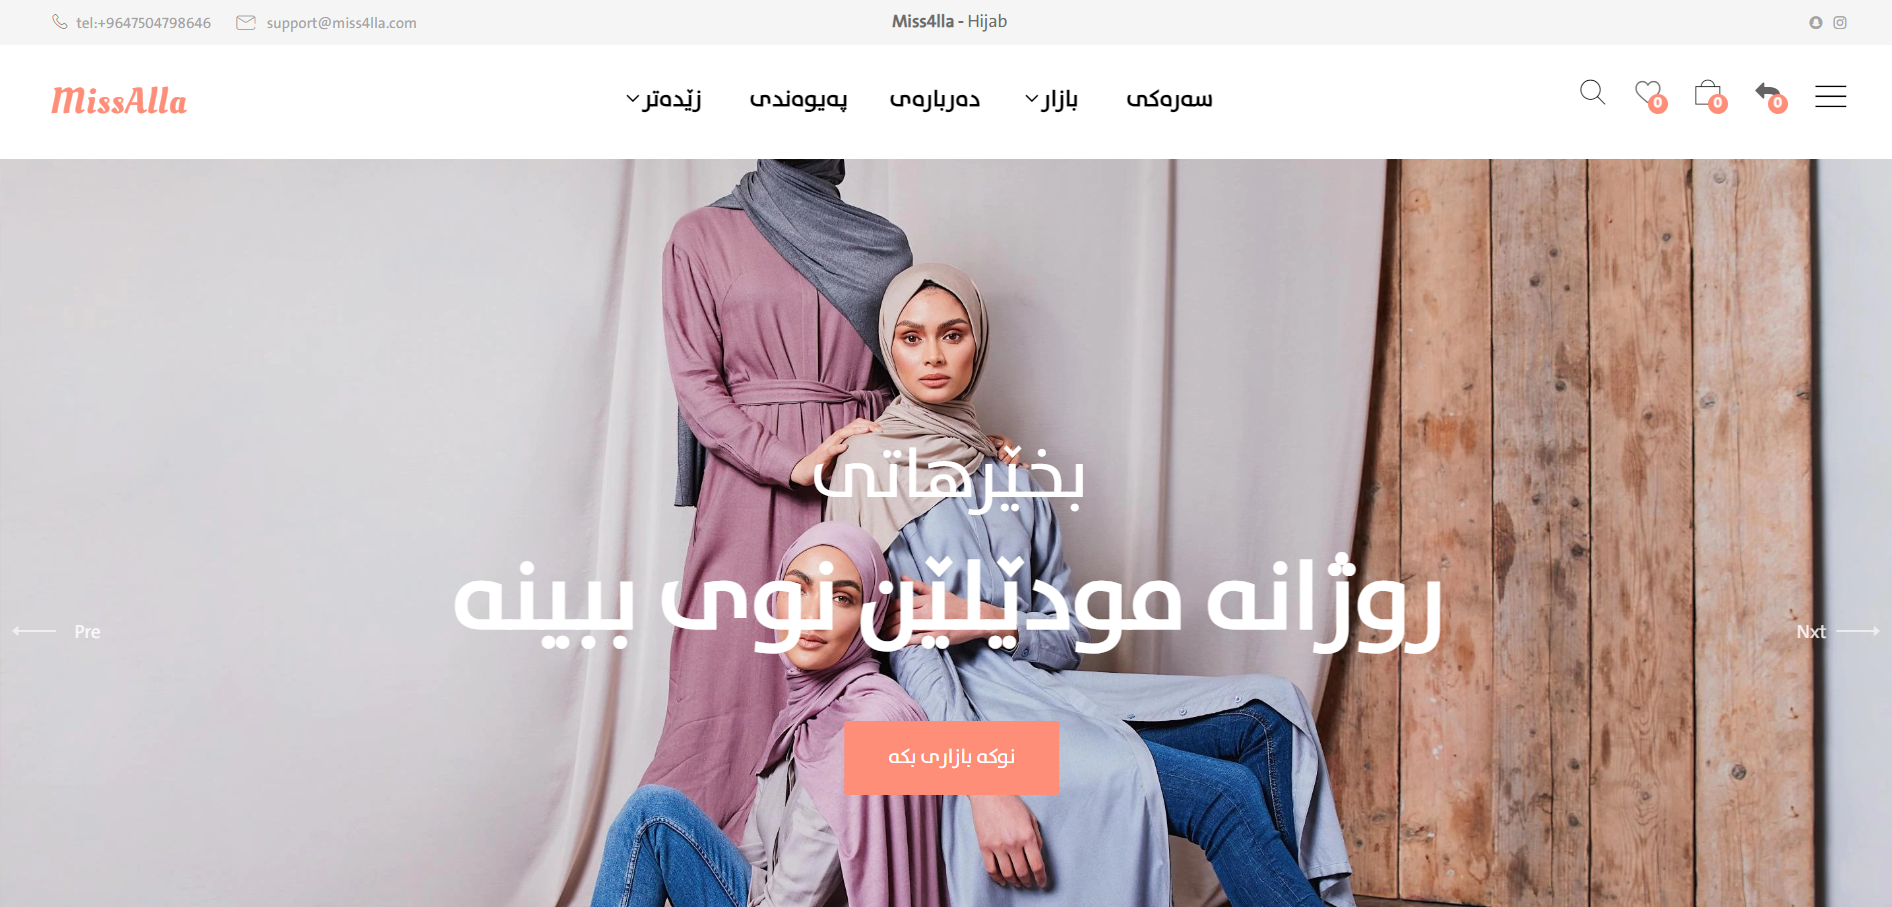 tel:+9647504798646
support@miss4lla.com
Miss4lla - Hijab
MissAlla
سەرەکی
بازار
دەربارەی
پەیوەندی
زێدەتر
0
0
0
بخێرهاتی
روژانە مودێلێن نوی ببینە
Pre
Nxt
نوکە بازاری بکە